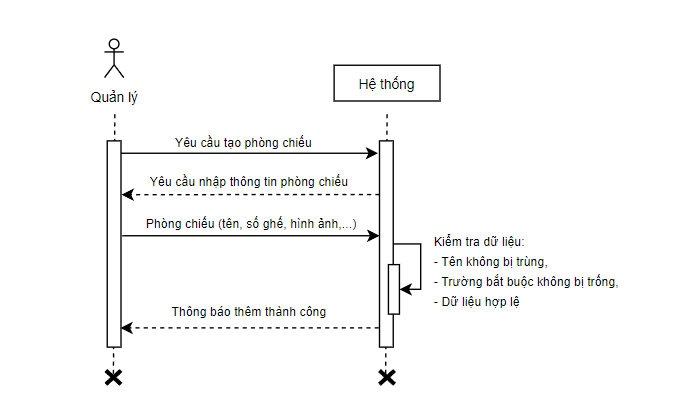 Quản lý
Hệ thống
Yêu cầu tạo phòng chiếu
Yêu cầu nhập thông tin phòng chiếu
Phòng chiếu (tên, số ghế, hình ảnh,...)
Kiểm tra dữ liệu:
- Tên không bị trùng,
- Trường bắt buộc không bị trống,
- Dữ liệu hợp lệ
Thông báo thêm thành công